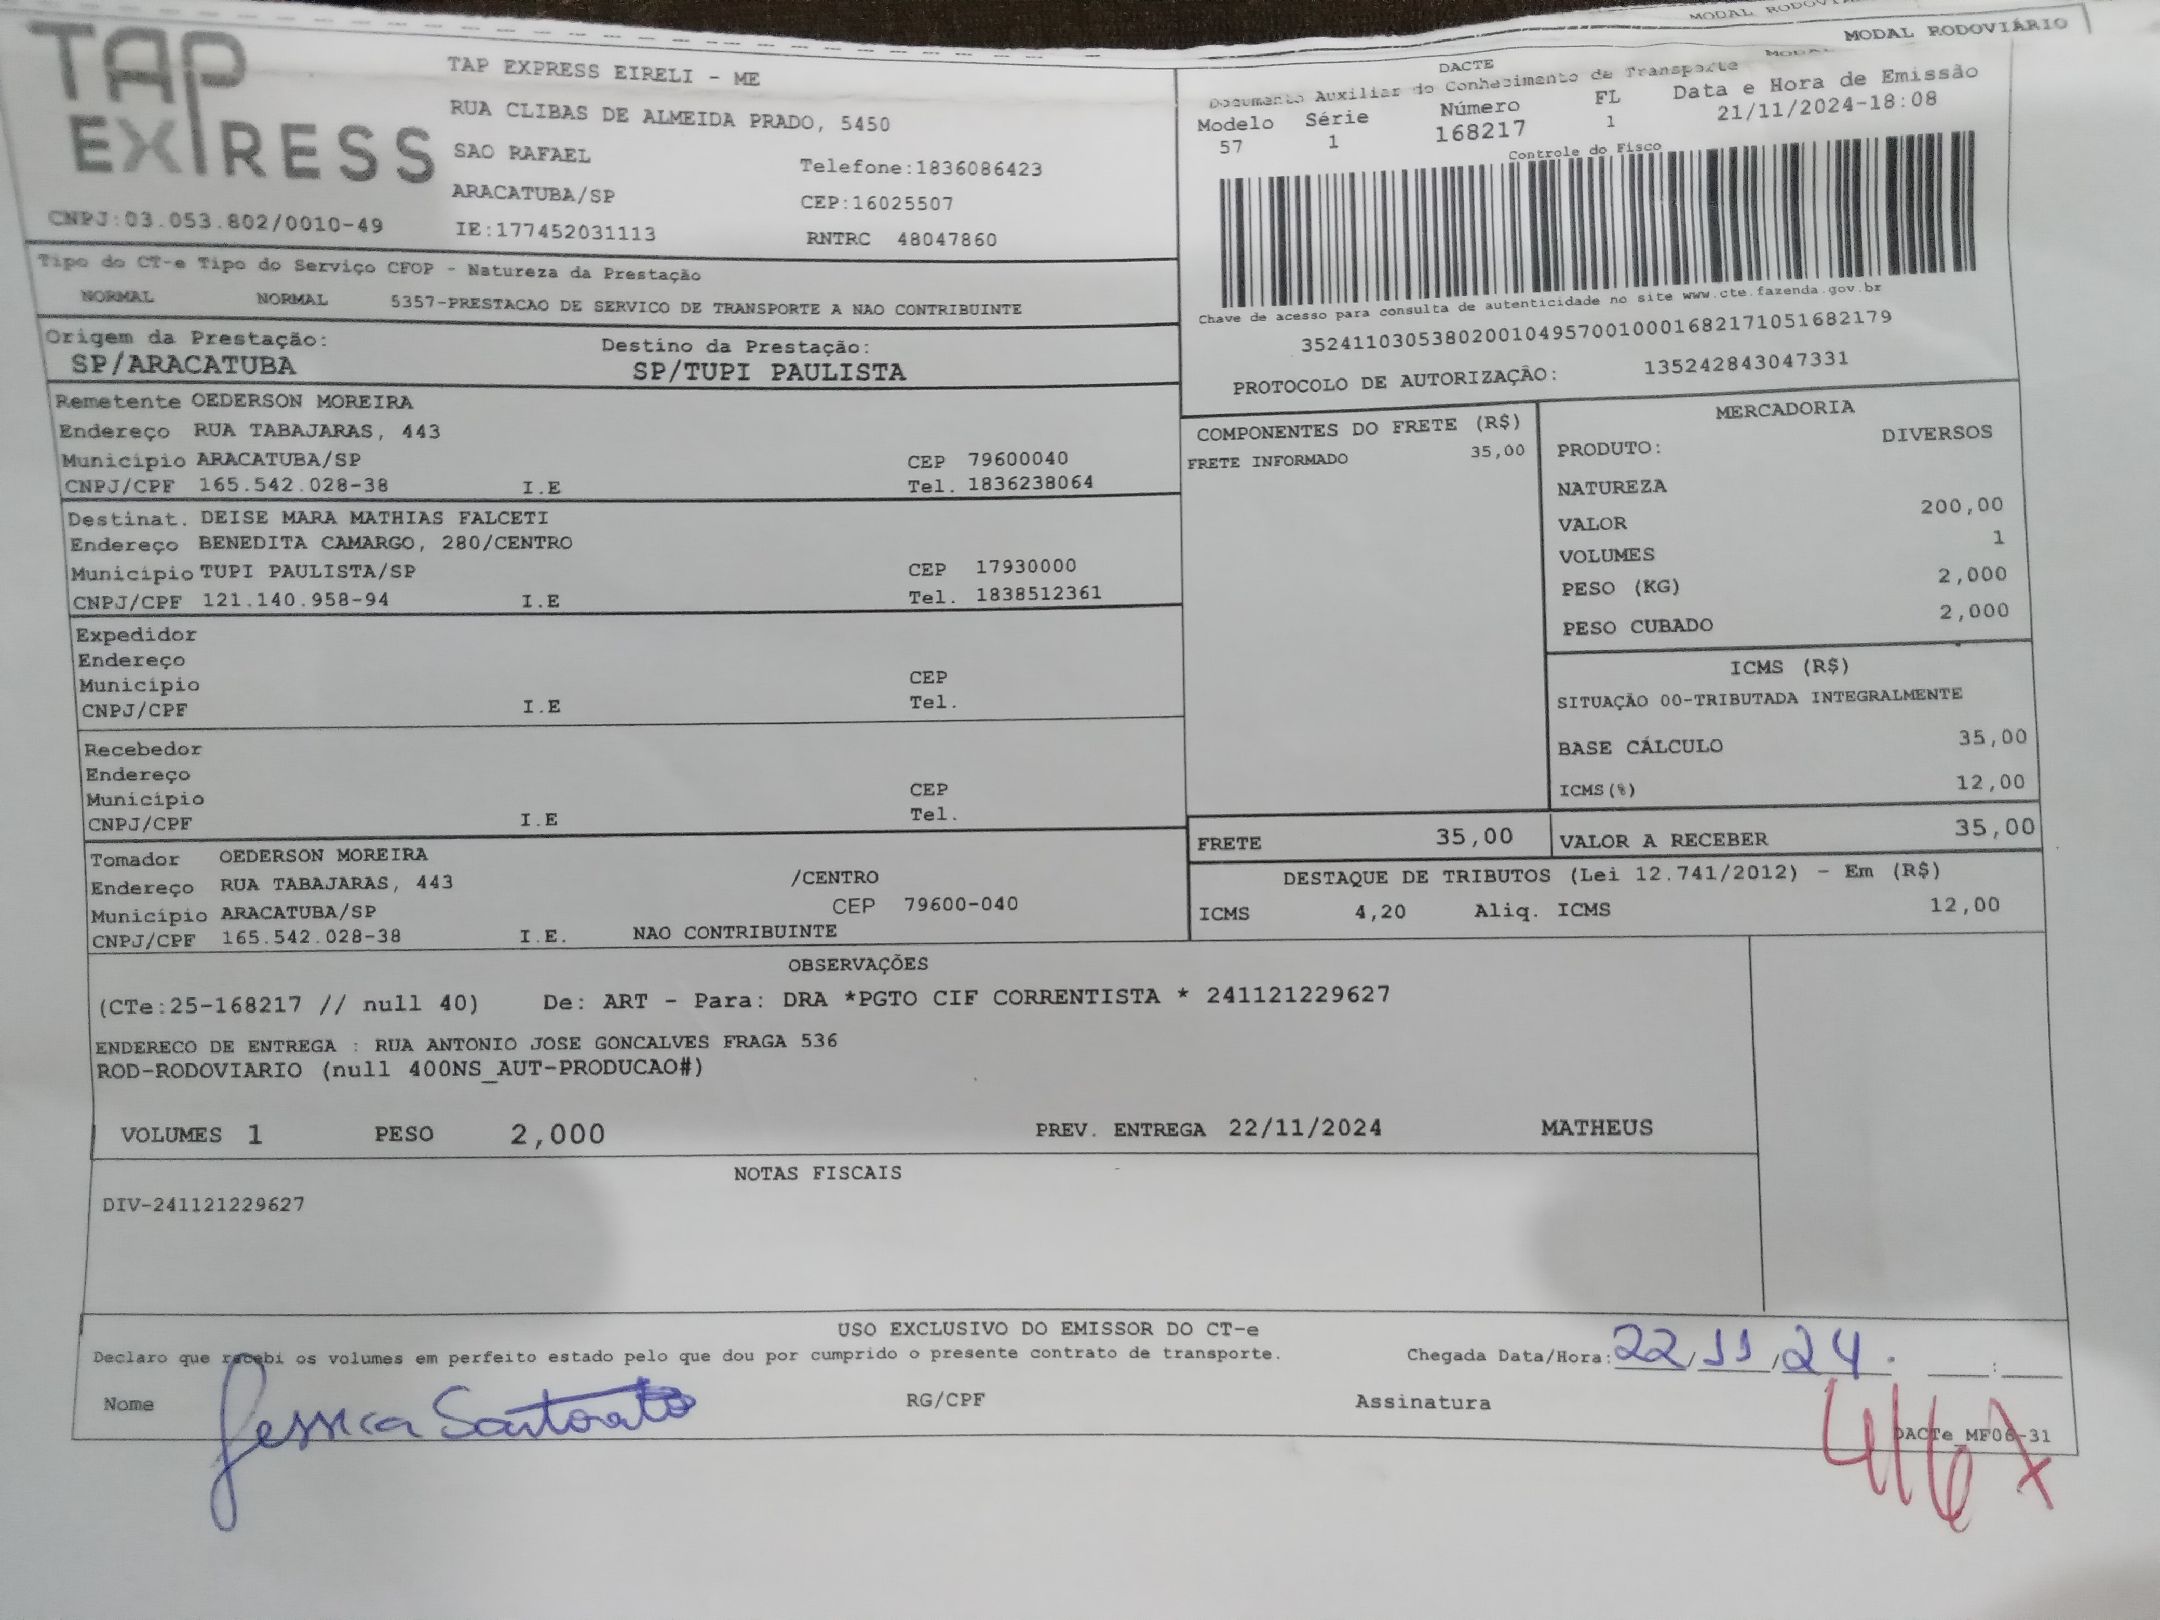 MODAL RODOVIÁRIO
TAP EXPRESS
CNPJ:03.053.802/0010-49
TAP EXPRESS EIRELI - ME
RUA CLIBAS DE ALMEIDA PRADO, 5450
SAO RAFAEL Telefone:1836086423
ARACATUBA/SP CEP:16025507
IE:177452031113 RNTRC 48047860
DACTE
Documento Auxiliar do Conhecimento de Transporte
Modelo Série Número FL Data e Hora de Emissão
57 1 168217 1 21/11/2024-18:08
Controle do Fisco
Chave de acesso para consulta de autenticidade no site www.cte.fazenda.gov.br
35241103053802001049570010001682171051682179
PROTOCOLO DE AUTORIZAÇÃO: 135242843047331
Tipo do CT-e Tipo do Serviço CFOP - Natureza da Prestação
NORMAL NORMAL 5357-PRESTACAO DE SERVICO DE TRANSPORTE A NAO CONTRIBUINTE
Origem da Prestação: Destino da Prestação:
SP/ARACATUBA SP/TUPI PAULISTA
Remetente OEDERSON MOREIRA
Endereço RUA TABAJARAS, 443
Município ARACATUBA/SP CEP 79600040
CNPJ/CPF 165.542.028-38 I.E Tel. 1836238064
Destinat. DEISE MARA MATHIAS FALCETI
Endereço BENEDITA CAMARGO, 280/CENTRO
Município TUPI PAULISTA/SP CEP 17930000
CNPJ/CPF 121.140.958-94 I.E Tel. 1838512361
Expedidor
Endereço
Município CEP
CNPJ/CPF I.E Tel.
Recebedor
Endereço
Município CEP
CNPJ/CPF I.E Tel.
Tomador OEDERSON MOREIRA
Endereço RUA TABAJARAS, 443 /CENTRO
Município ARACATUBA/SP CEP 79600-040
CNPJ/CPF 165.542.028-38 I.E. NAO CONTRIBUINTE
COMPONENTES DO FRETE (R$)
FRETE INFORMADO 35,00
MERCADORIA
PRODUTO: DIVERSOS
NATUREZA
VALOR 200,00
VOLUMES 1
PESO (KG) 2,000
PESO CUBADO 2,000
ICMS (R$)
SITUAÇÃO 00-TRIBUTADA INTEGRALMENTE
BASE CÁLCULO 35,00
ICMS(%) 12,00
FRETE 35,00 VALOR A RECEBER 35,00
DESTAQUE DE TRIBUTOS (Lei 12.741/2012) - Em (R$)
ICMS 4,20 Aliq. ICMS 12,00
OBSERVAÇÕES
(CTe:25-168217 // null 40) De: ART - Para: DRA *PGTO CIF CORRENTISTA * 241121229627
ENDERECO DE ENTREGA : RUA ANTONIO JOSE GONCALVES FRAGA 536
ROD-RODOVIARIO (null 400NS_AUT-PRODUCAO#)
VOLUMES 1 PESO 2,000 PREV. ENTREGA 22/11/2024 MATHEUS
NOTAS FISCAIS
DIV-241121229627
USO EXCLUSIVO DO EMISSOR DO CT-e
Declaro que recebi os volumes em perfeito estado pelo que dou por cumprido o presente contrato de transporte. Chegada Data/Hora: 22/11/24 :
Nome Jessica RG/CPF Assinatura
DACTe_MF06-31